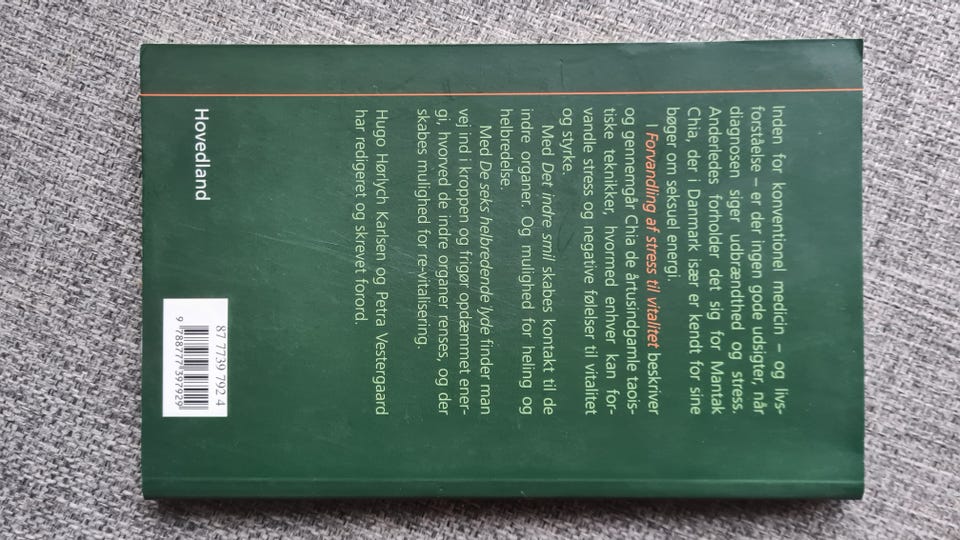 Inden for konventionel medicin – og livs-
forståelse – er der ingen gode udsigter, når
diagnosen siger udbrændthed og stress.
Anderledes forholder det sig for Mantak
Chia, der i Danmark især er kendt for sine
bøger om seksuel energi.
I Forvandling af stress til vitalitet beskriver
og gennemgår Chia de årtusindgamle taois-
tiske teknikker, hvormed enhver kan for-
vandle stress og negative følelser til vitalitet
og styrke.
Med Det indre smil skabes kontakt til de
indre organer. Og mulighed for heling og
helbredelse.
Med De seks helbredende lyde finder man
vej ind i kroppen og frigør opdæmmet ener-
gi, hvorved de indre organer renses, og der
skabes mulighed for re-vitalisering.
Hugo Hørlych Karlsen og Petra Vestergaard
har redigeret og skrevet forord.
Hovedland
87 7739 792 4
9 788777 397929